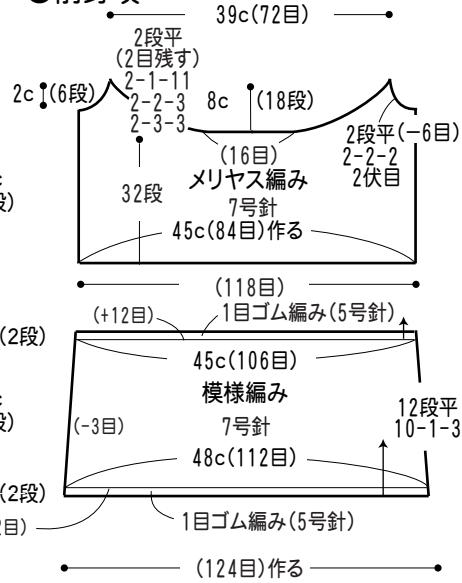 39c(72目)
2段平
(2目残す)
2-1-11
2-2-3
2-3-3
2c (6段)
8c (18段)
(16目)
2段平(-6目)
2-2-2
2伏目
メリヤス編み
32段
7号針
45c(84目)作る
(118目)
(+12目)
1目ゴム編み(5号針)
(2段)
45c(106目)
模様編み
(-3目)
7号針
12段平
10-1-3
48c(112目)
(2段)
1目ゴム編み(5号針)
(124目)作る